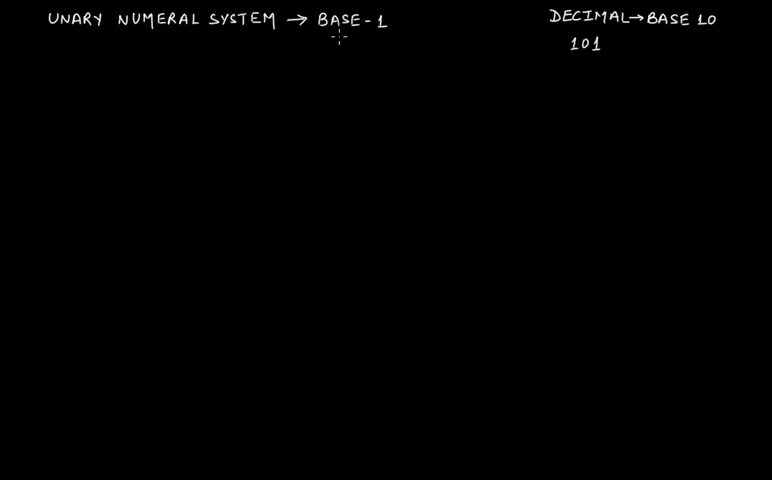 UNARY NUMERAL SYSTEM → BASE-1
DECIMAL→BASE 10
101